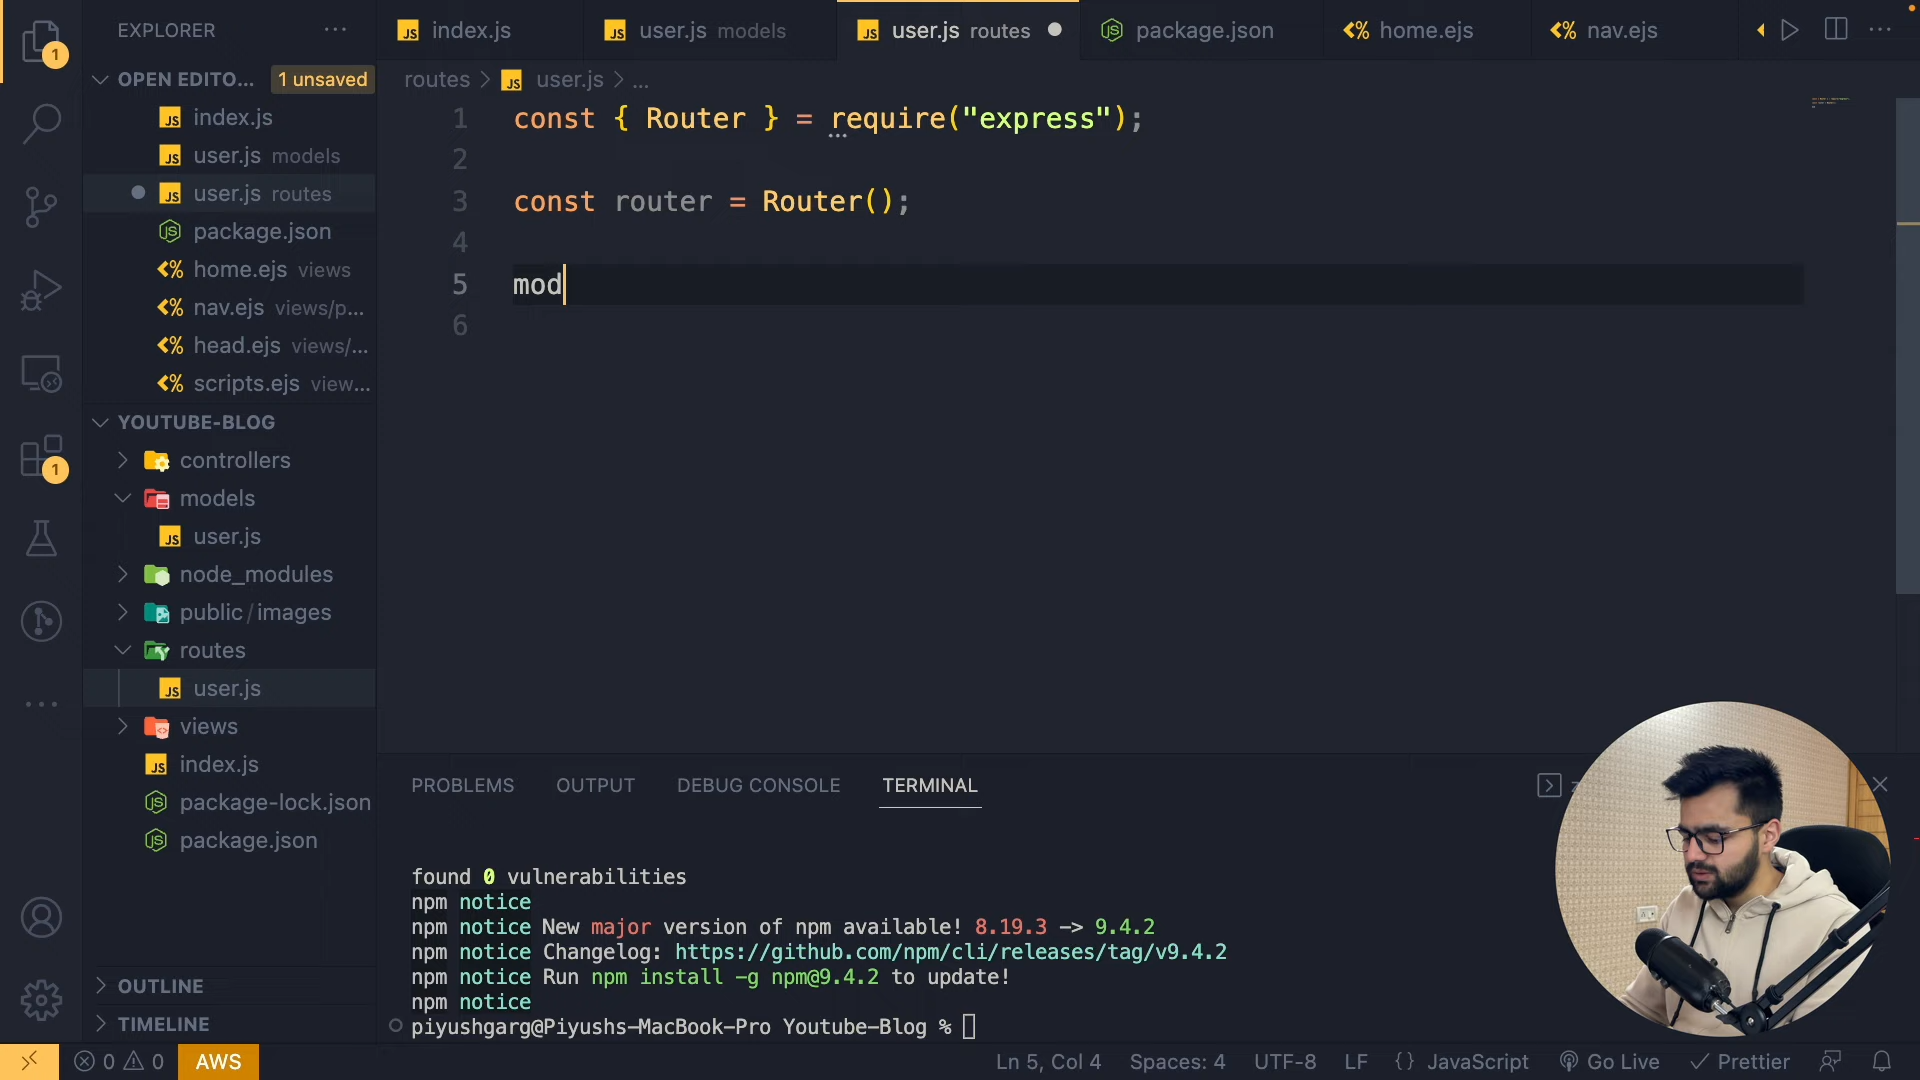 EXPLORER
OPEN EDITO... 1 unsaved
index.js
user.js models
user.js routes
package.json
home.ejs views
nav.ejs views/p...
head.ejs views/...
scripts.ejs view...
YOUTUBE-BLOG
controllers
models
user.js
node_modules
public/images
routes
user.js
views
index.js
package-lock.json
package.json
OUTLINE
TIMELINE
1
1
index.js
user.js models
user.js routes
package.json
home.ejs
nav.ejs
routes > user.js > ...
1 const { Router } = require("express");
2
3 const router = Router();
4
5 mod
6
PROBLEMS OUTPUT DEBUG CONSOLE TERMINAL
found 0 vulnerabilities
npm notice
npm notice New major version of npm available! 8.19.3 -> 9.4.2
npm notice Changelog: https://github.com/npm/cli/releases/tag/v9.4.2
npm notice Run npm install -g npm@9.4.2 to update!
npm notice
piyushgarg@Piyushs-MacBook-Pro Youtube-Blog %
0 0 AWS Ln 5, Col 4 Spaces: 4 UTF-8 LF {} JavaScript Go Live Prettier